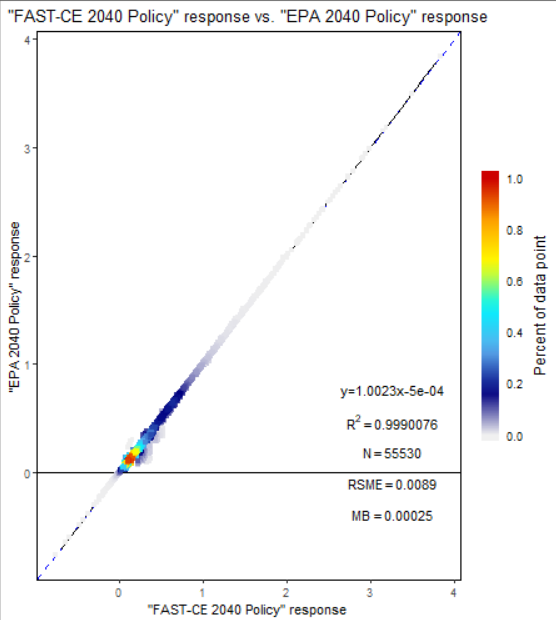 "FAST-CE 2040 Policy" response vs. "EPA 2040 Policy" response
4
3
2
1
0
"EPA 2040 Policy" response
y=1.0023x-5e-04
R² = 0.9990076
N = 55530
RSME = 0.0089
MB = 0.00025
0 1 2 3 4
"FAST-CE 2040 Policy" response
1.0
0.8
0.6
0.4
0.2
0.0
Percent of data point